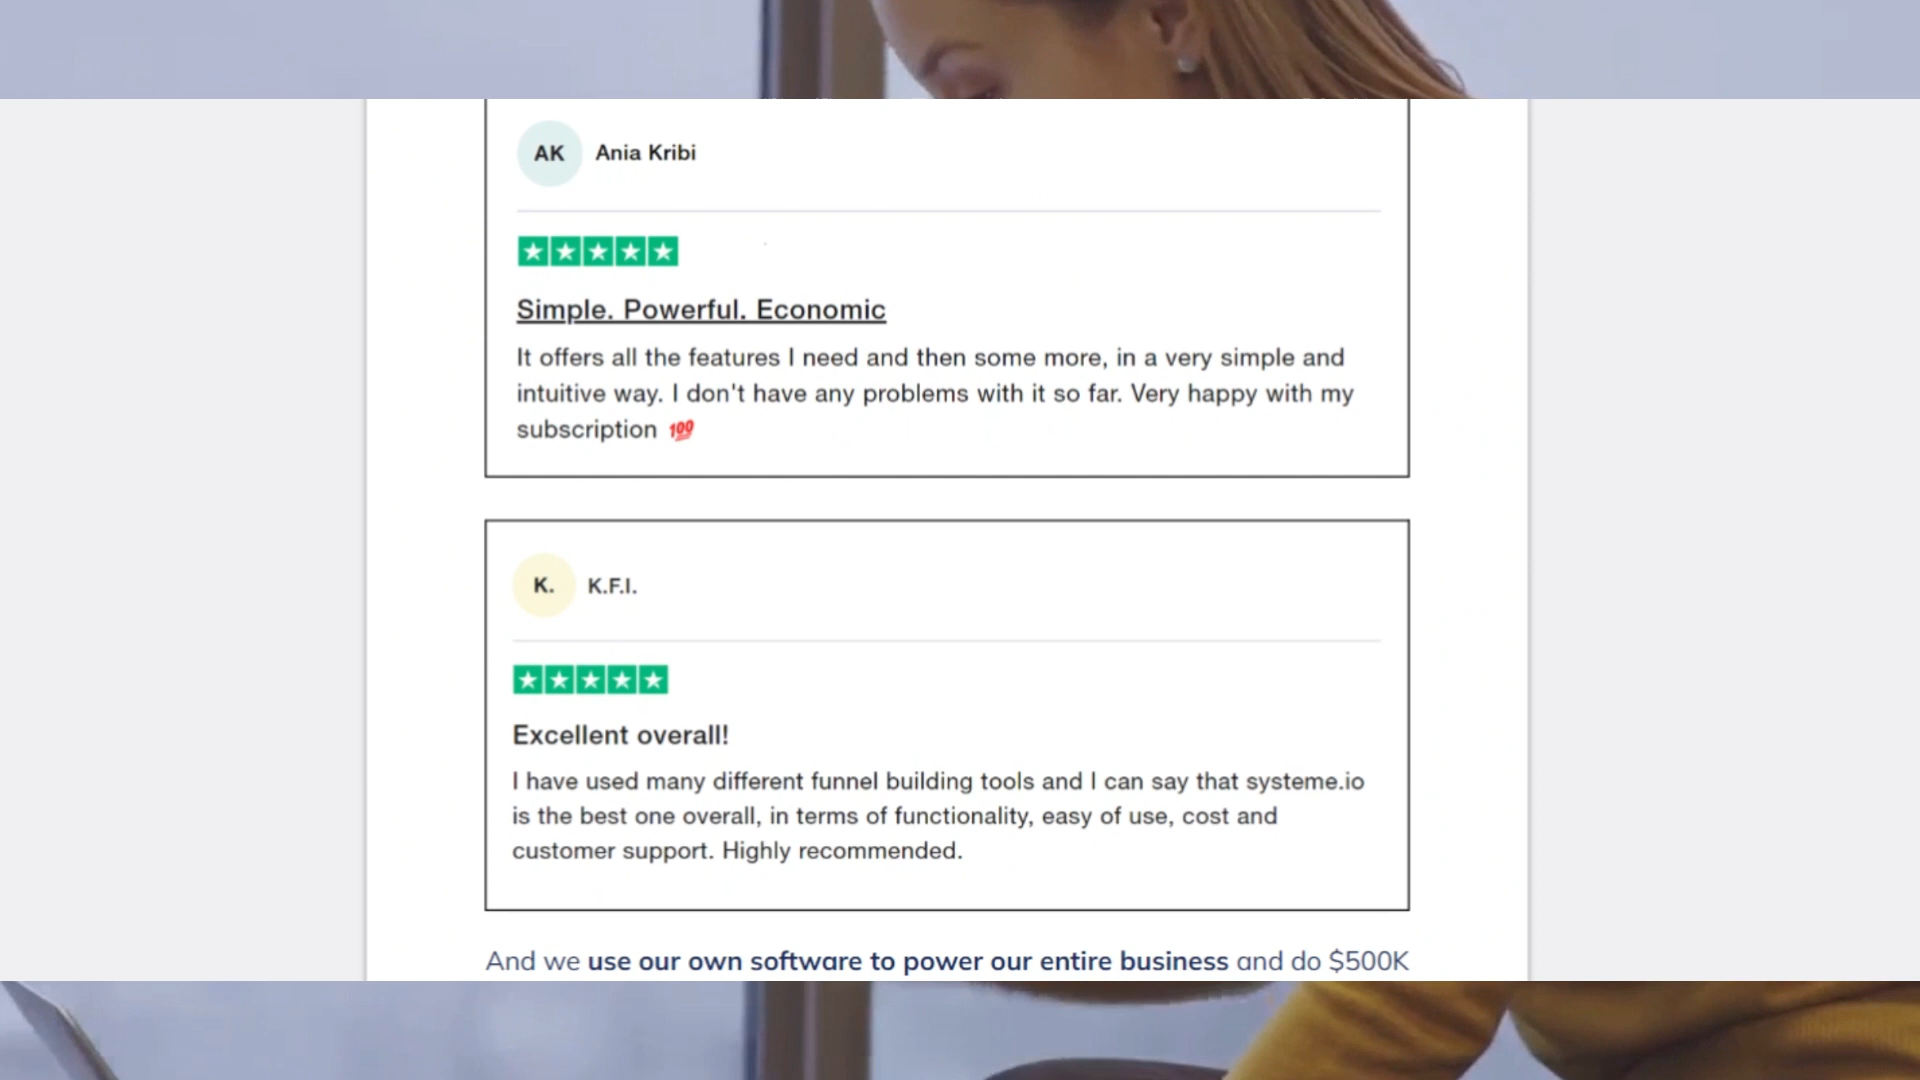 AK Ania Kribi
Simple. Powerful. Economic
It offers all the features I need and then some more, in a very simple and
intuitive way. I don't have any problems with it so far. Very happy with my
subscription 💯
K. K.F.I.
Excellent overall!
I have used many different funnel building tools and I can say that systeme.io
is the best one overall, in terms of functionality, easy of use, cost and
customer support. Highly recommended.
And we use our own software to power our entire business and do $500K